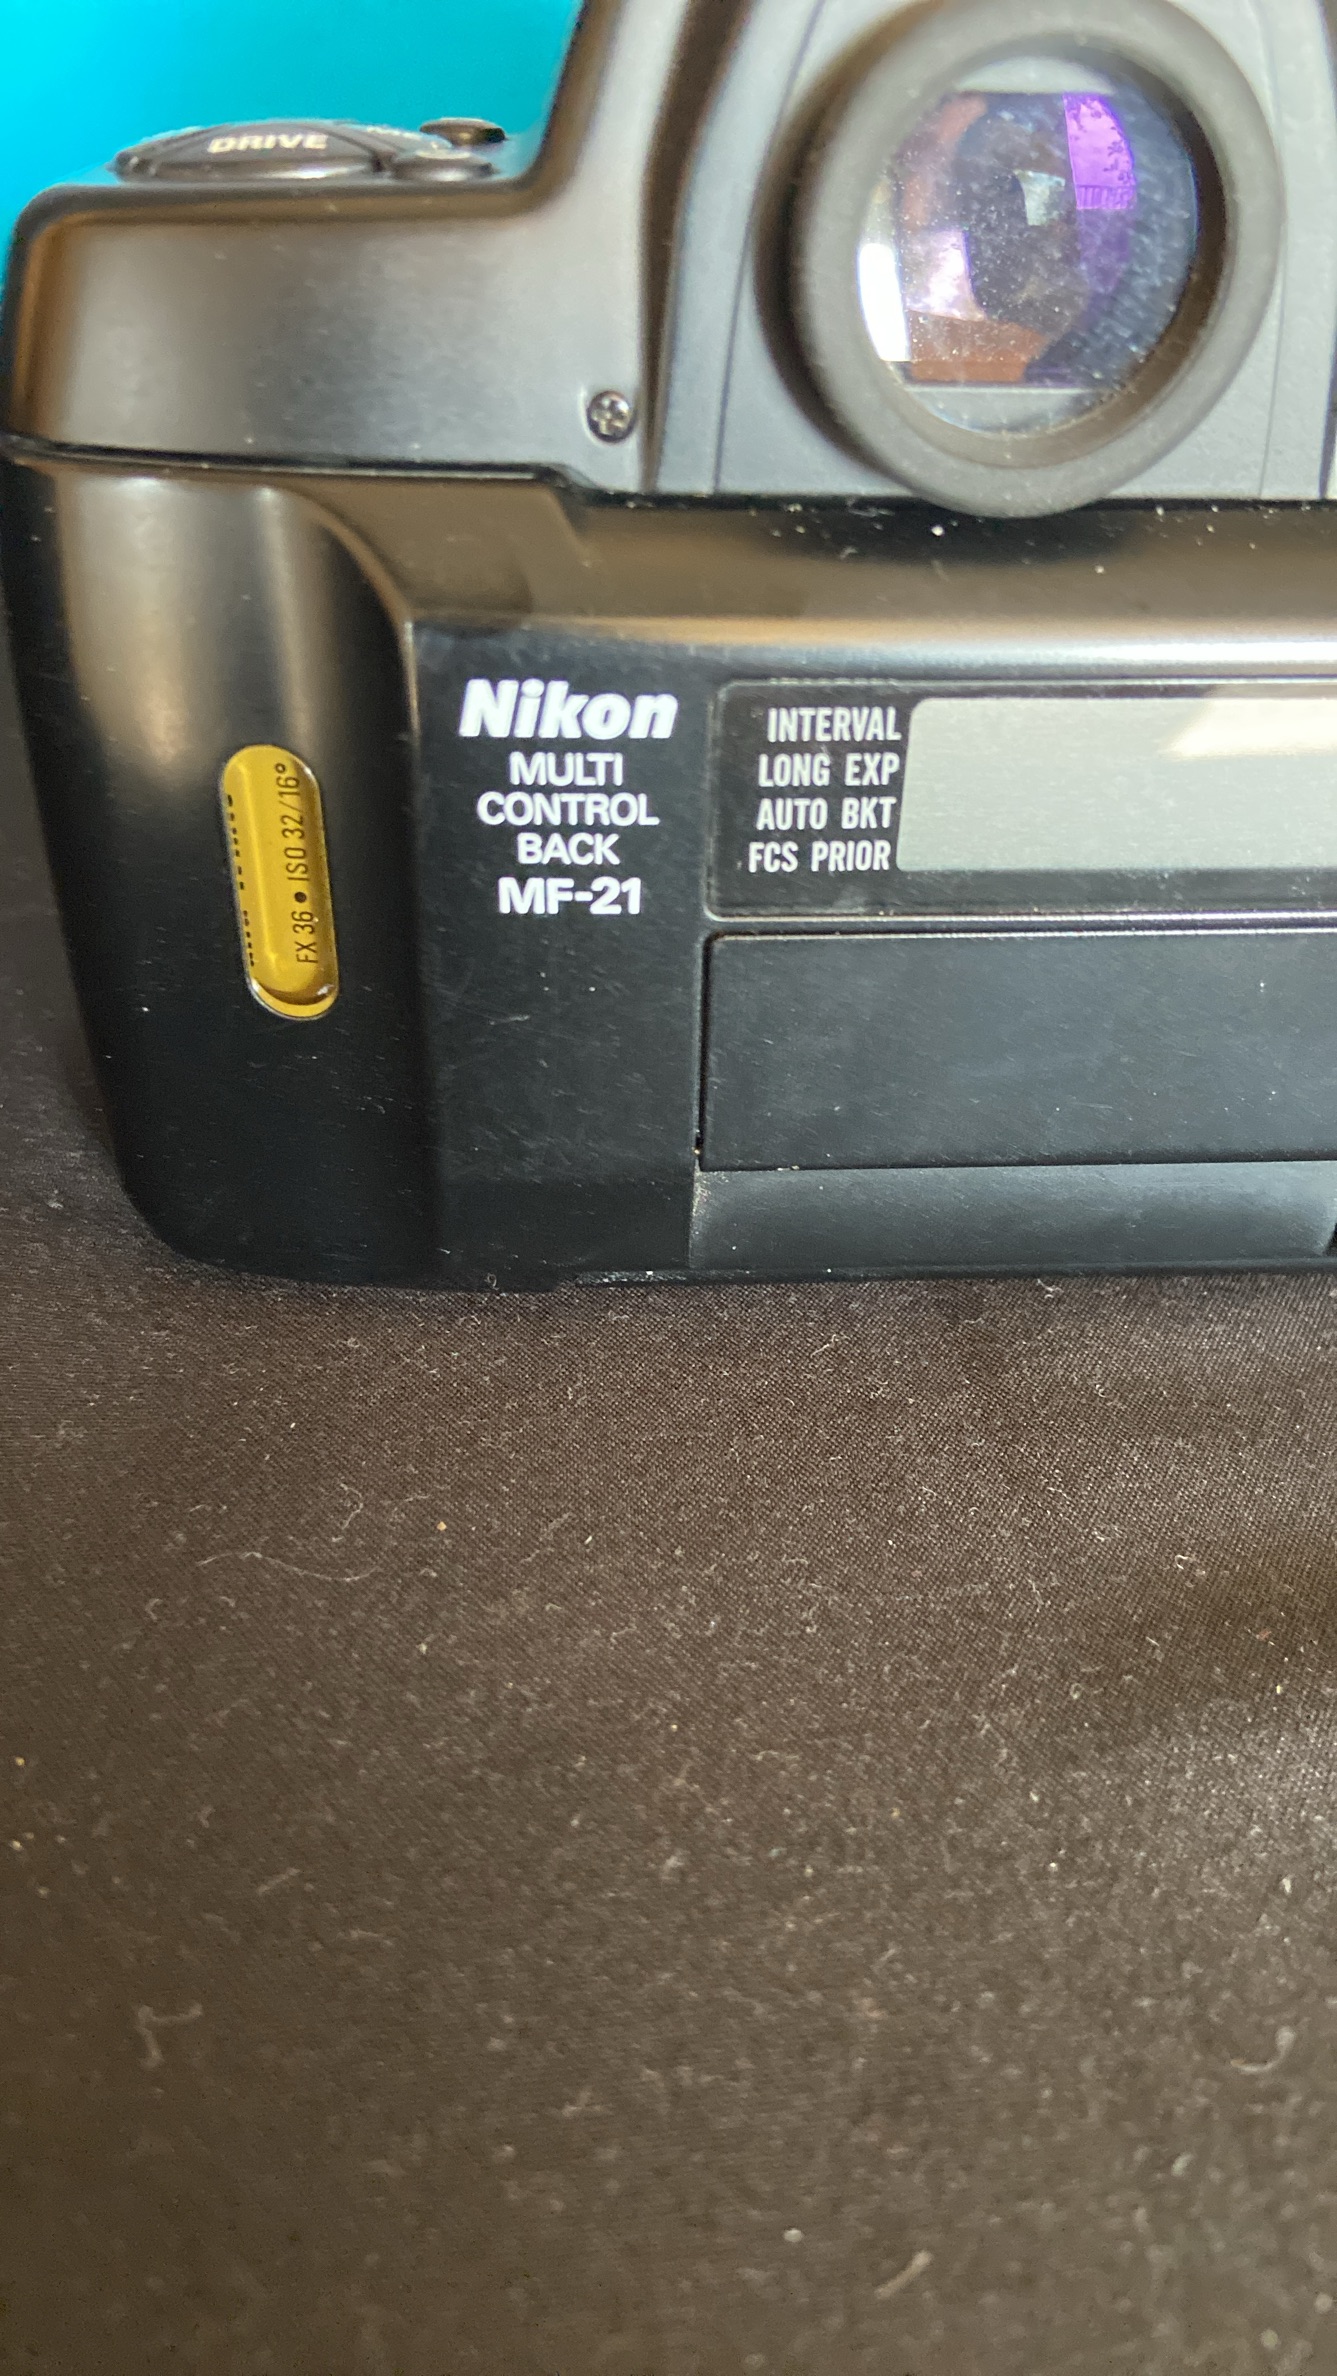 DRIVE
Nikon
MULTI
CONTROL
BACK
MF-21
INTERVAL
LONG EXP
AUTO BKT
FCS PRIOR
FX 36 • ISO 32/16°